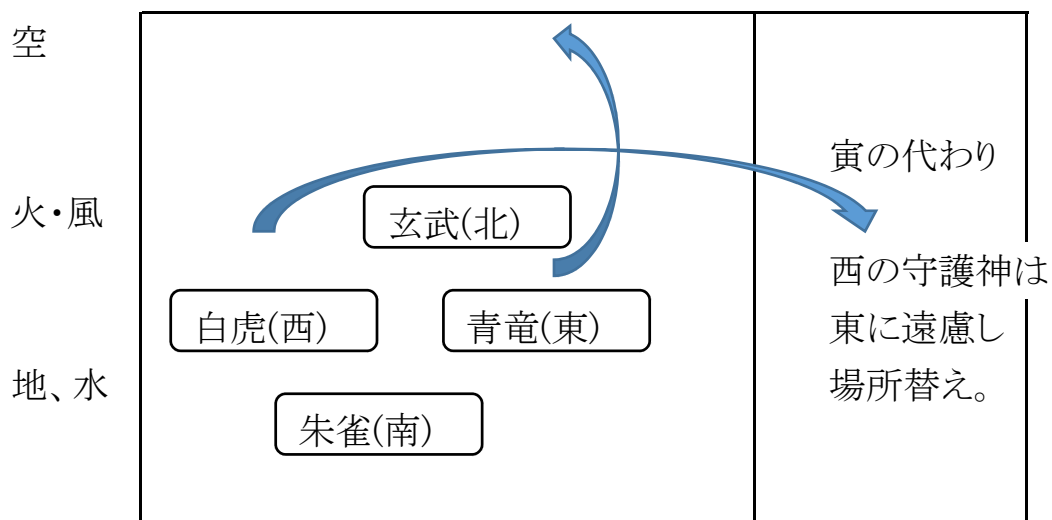 空
寅の代わり
火・風
玄武(北)
西の守護神は
白虎(西)
青竜(東)
東に遠慮し
地、水
場所替え。
朱雀(南)